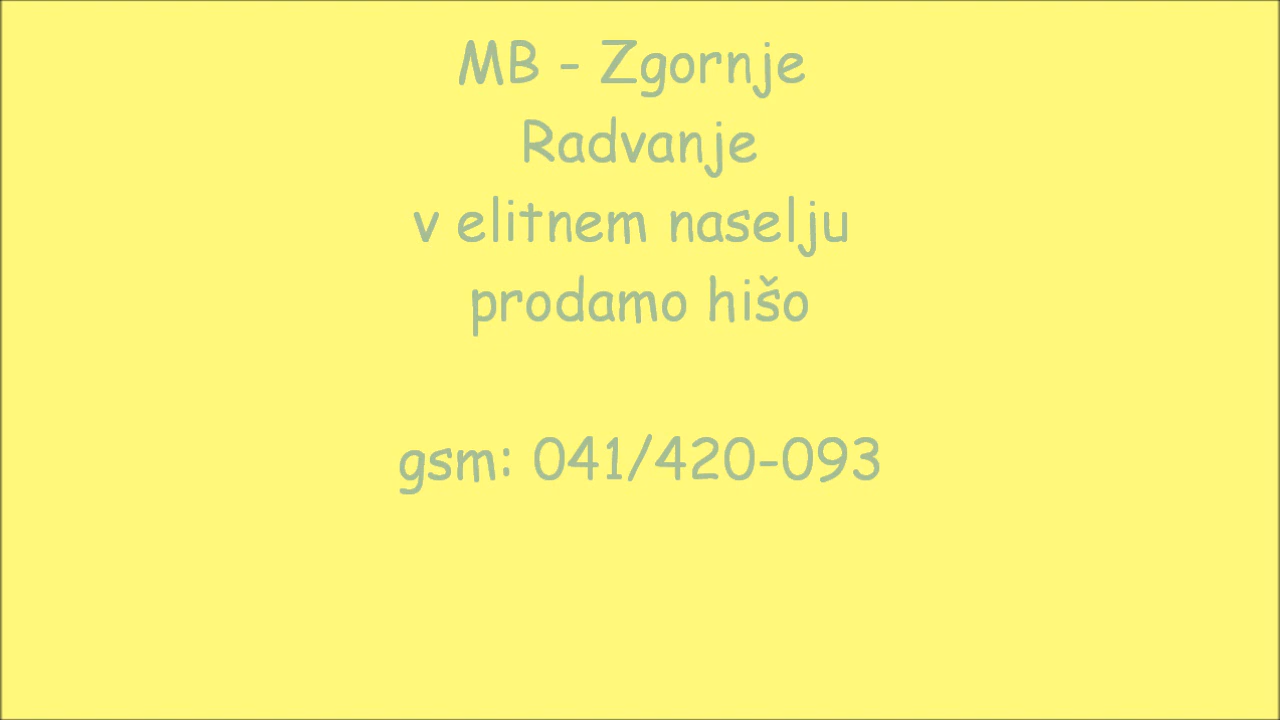 MB - Zgornje
Radvanje
v elitnem naselju
prodamo hišo
gsm: 041/420-093